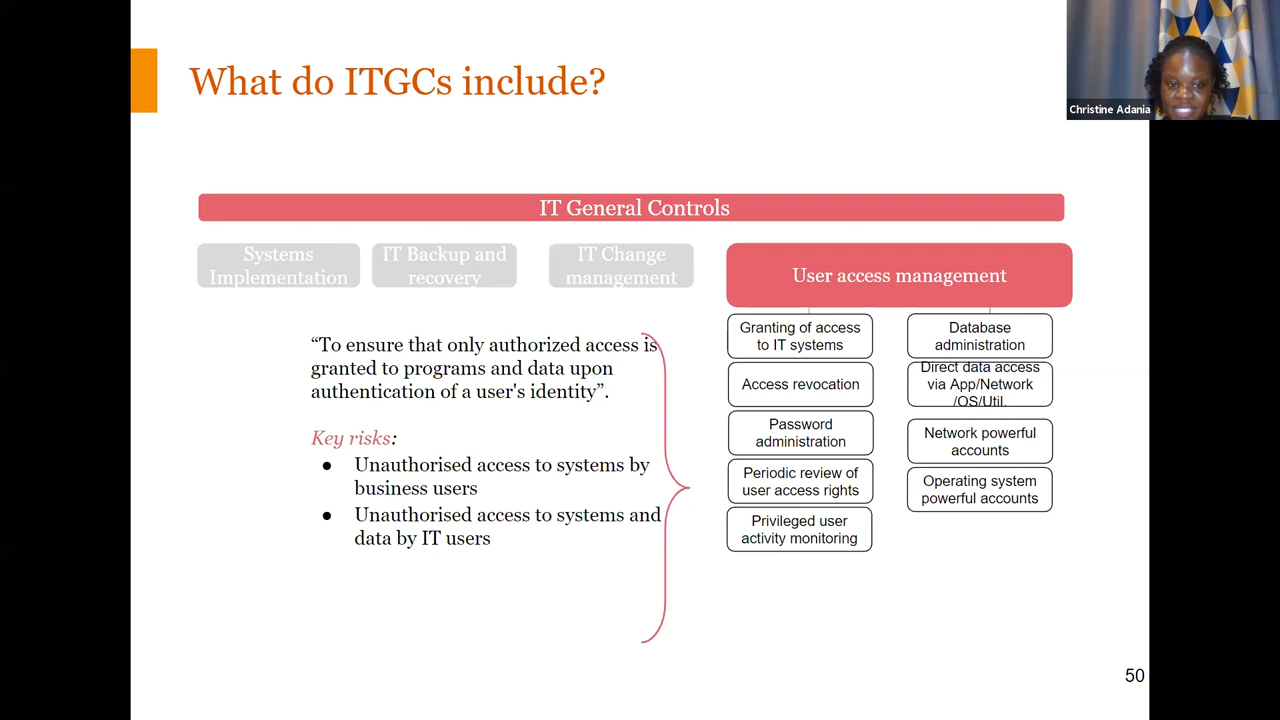 What do ITGCs include?
Christine Adania
IT General Controls
Systems
Implementation
IT Backup and
recovery
IT Change
management
User access management
“To ensure that only authorized access is
granted to programs and data upon
authentication of a user's identity”.
Key risks:
● Unauthorised access to systems by
business users
● Unauthorised access to systems and
data by IT users
Granting of access
to IT systems
Access revocation
Password
administration
Periodic review of
user access rights
Privileged user
activity monitoring
Database
administration
Direct data access
via App/Network
/OS/Util.
Network powerful
accounts
Operating system
powerful accounts
50